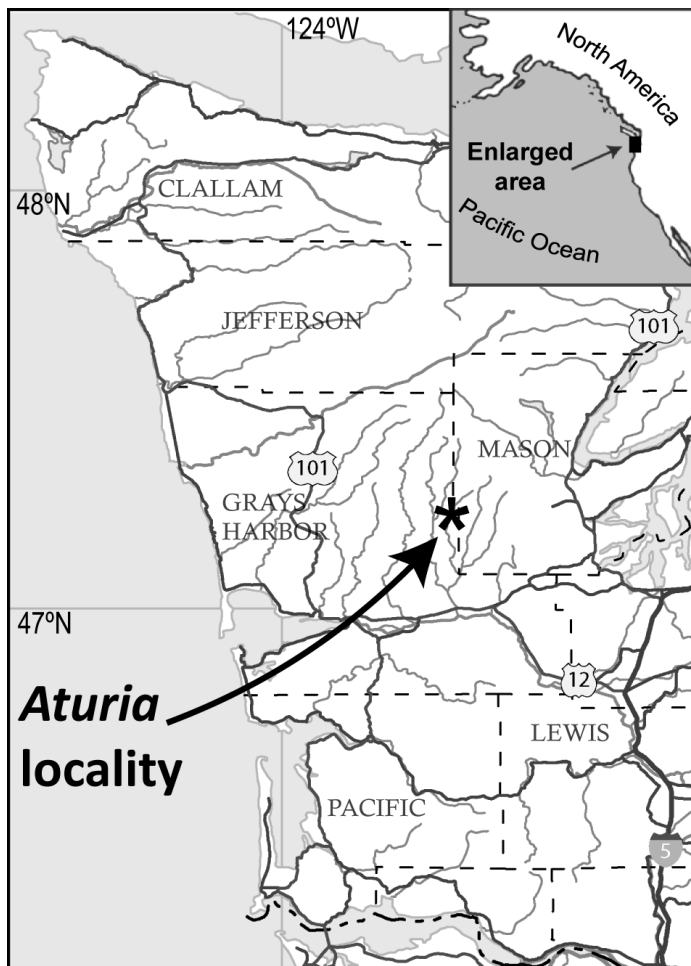 124ºW
North America
Enlarged
area
Pacific Ocean
48ºN
CLALLAM
JEFFERSON
101
MASON
101
GRAYS
HARBOR
47ºN
Aturia
locality
12
LEWIS
PACIFIC
5